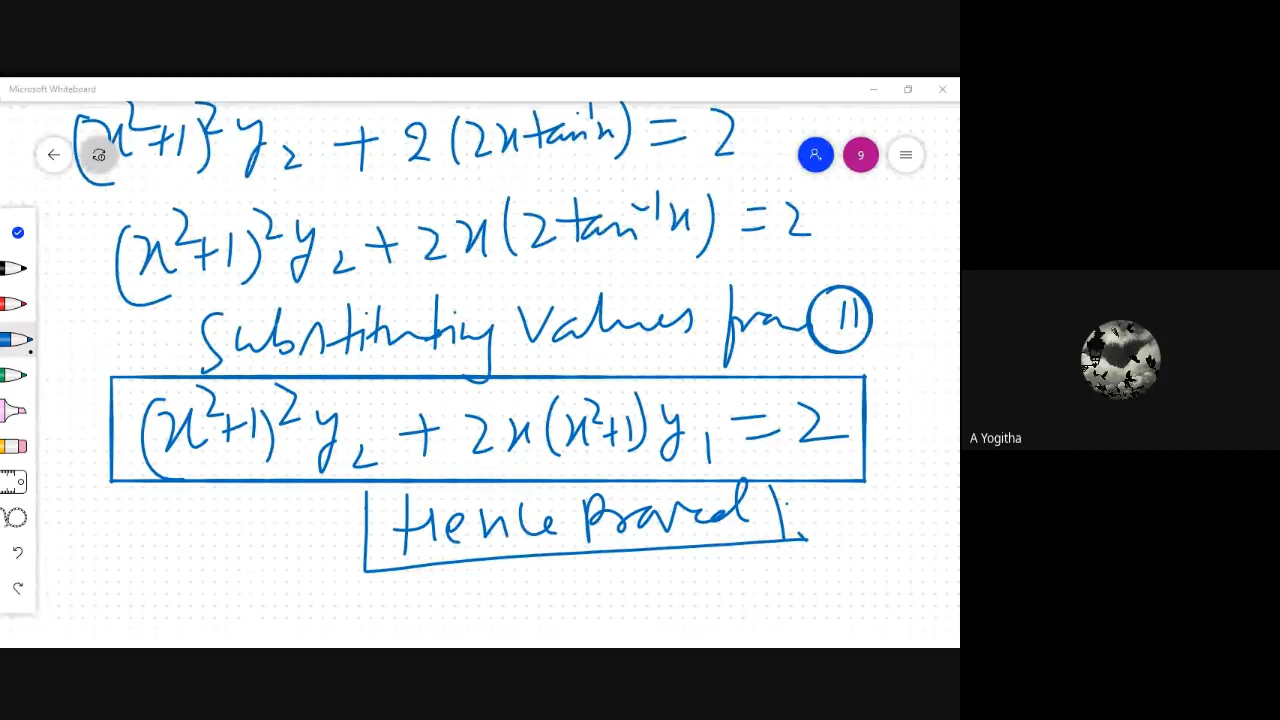 Microsoft Whiteboard
(x²+1)² y₂ + 2(2x tan⁻¹x) = 2
9
(x²+1)² y₂ + 2x(2 tan⁻¹x) = 2
Substituting values from 11
(x²+1)² y₂ + 2x(x²+1)y₁ = 2
Hence proved
A Yogitha